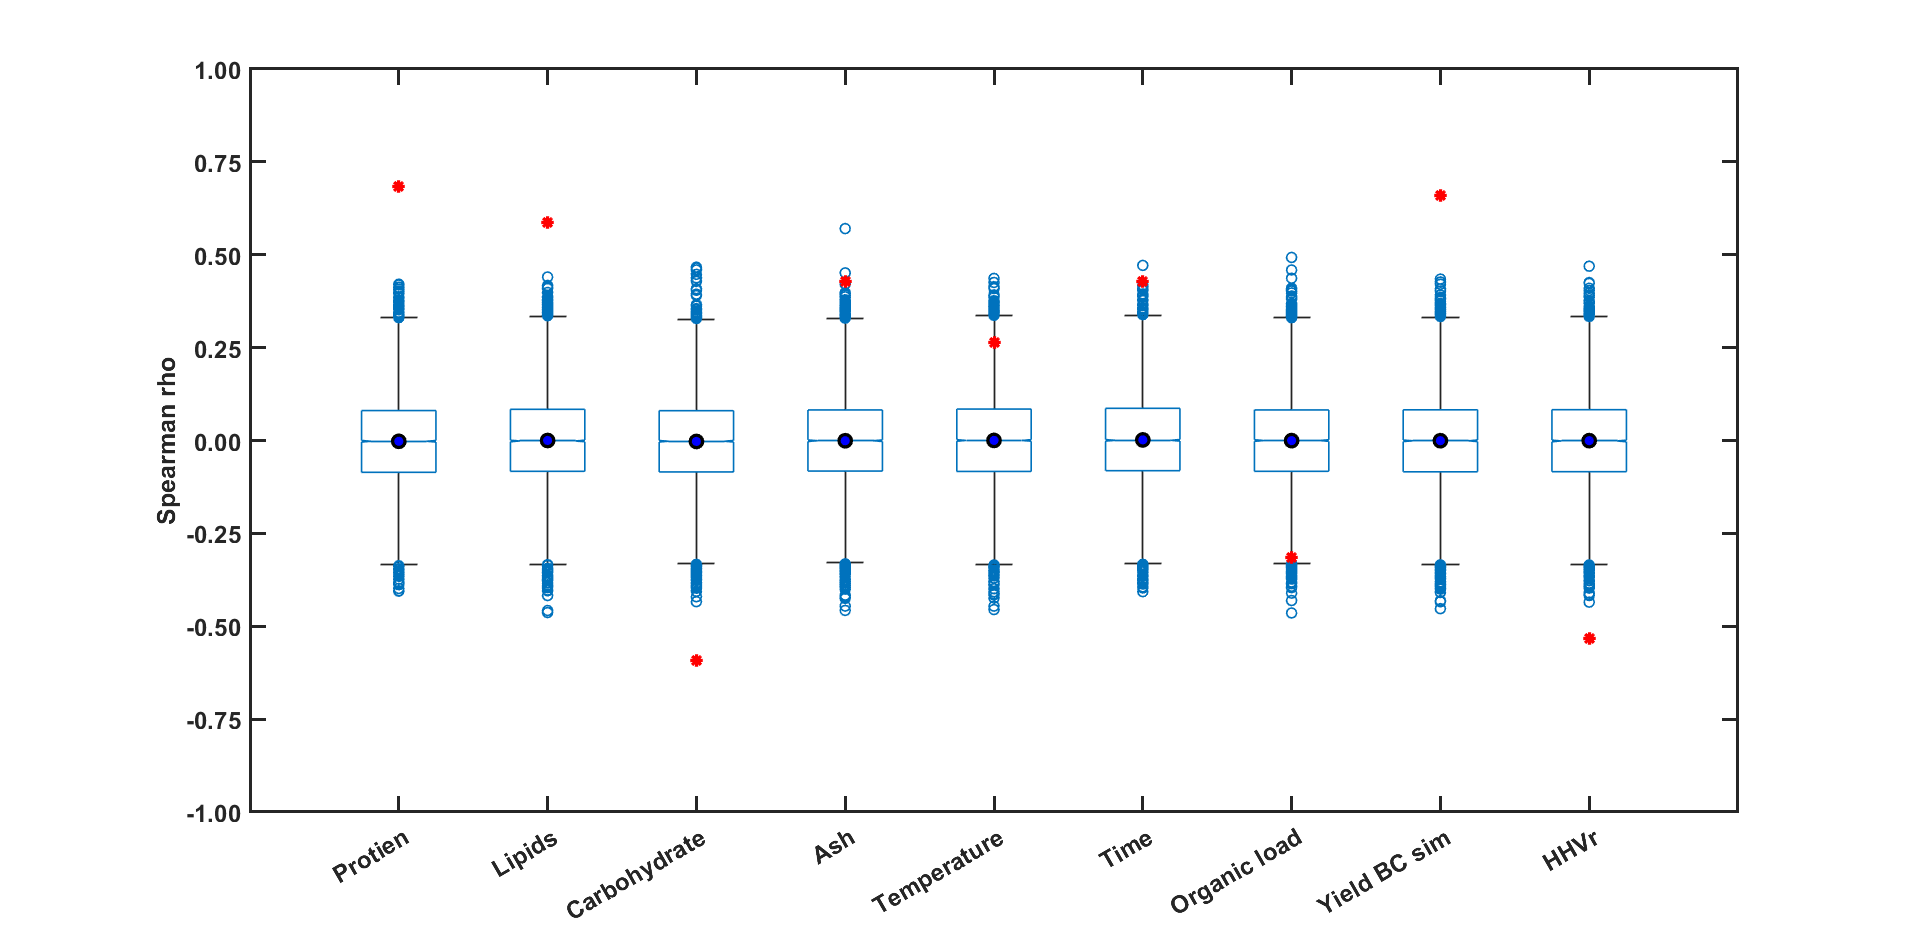 1.00
0.75
0.50
0.25
0.00
-0.25
-0.50
-0.75
-1.00
Spearman rho
Protien
Lipids
Carbohydrate
Ash
Temperature
Time
Organic load
Yield BC sim
HHVr